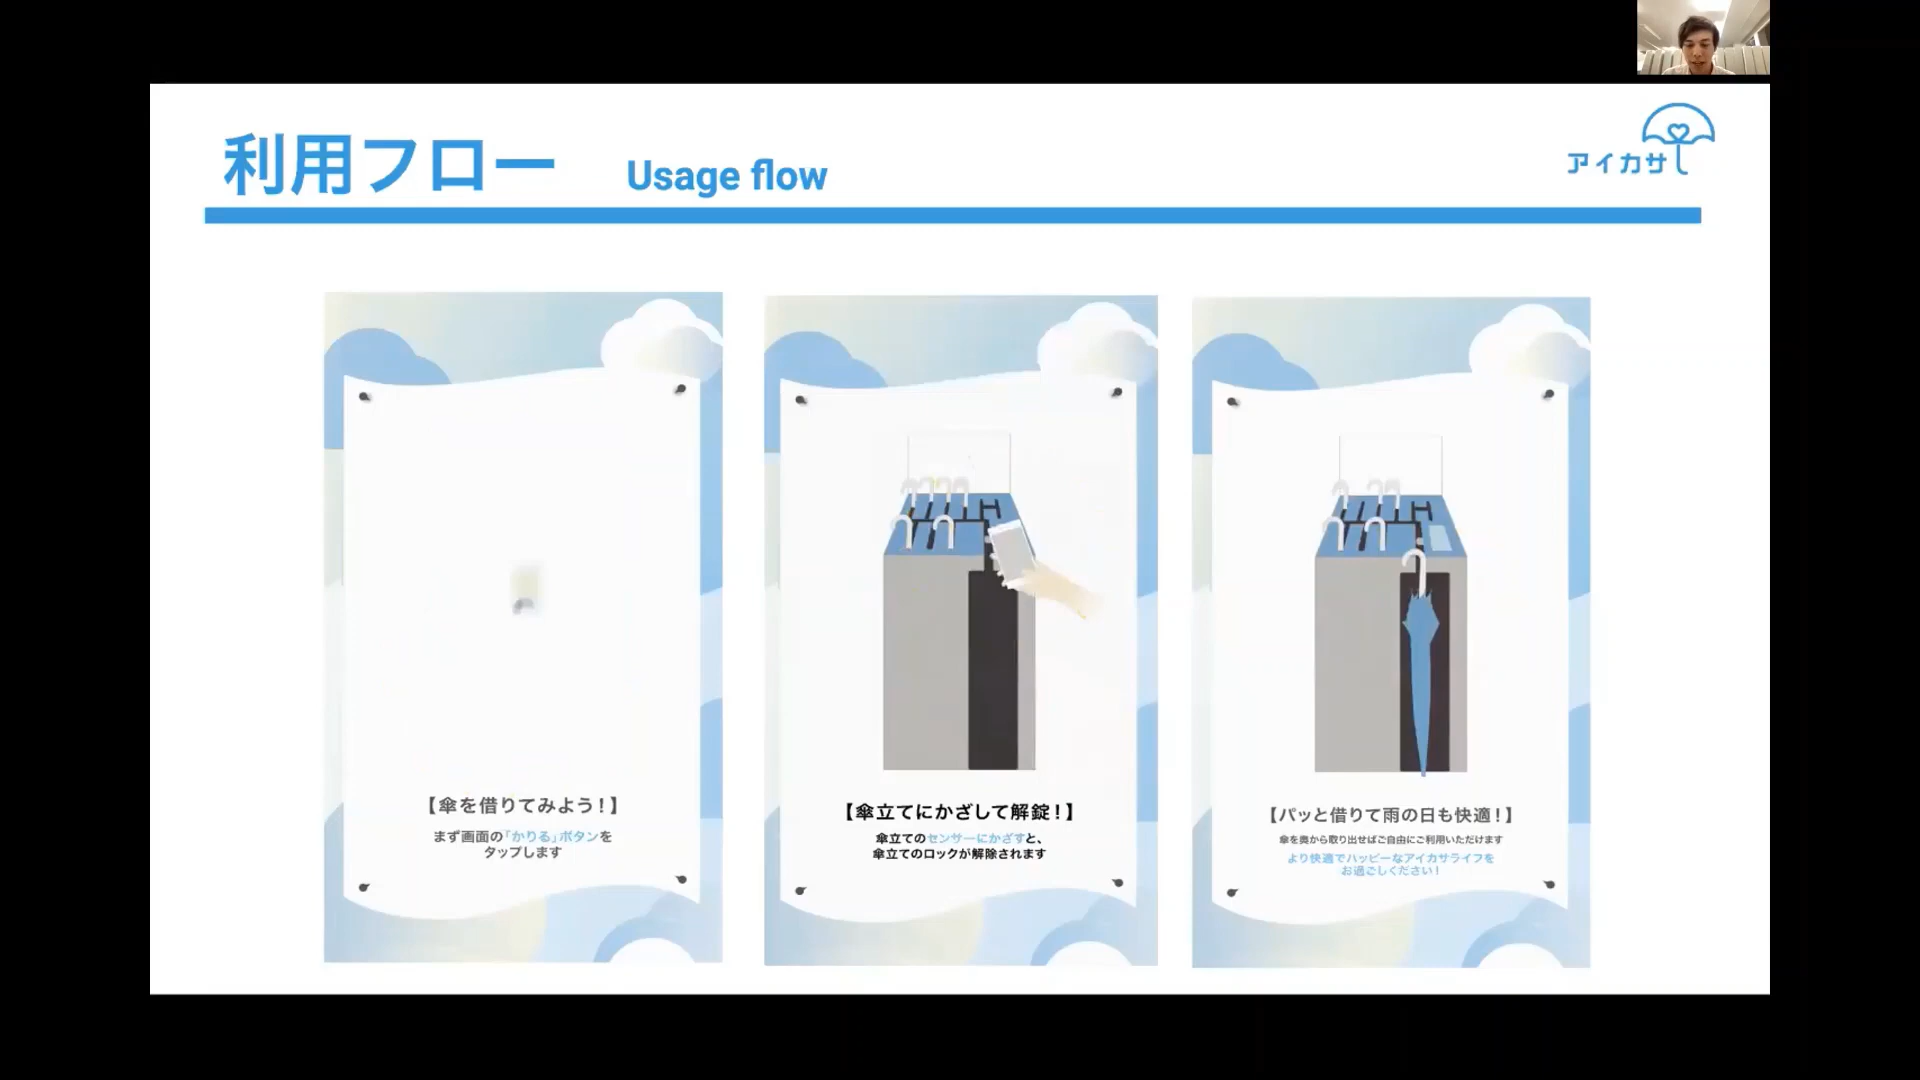 利用フロー Usage flow
アイカサ
【傘を借りてみよう!】
まず画面の「かりる」ボタンを
タップします
【傘立てにかざして解錠!】
傘立てのセンサーにかざすと、
傘立てのロックが解除されます
【パッと借りて雨の日も快適!】
傘を奥から取り出せばご自由にご利用いただけます
より快適でハッピーなアイカサライフを
お過ごしください!